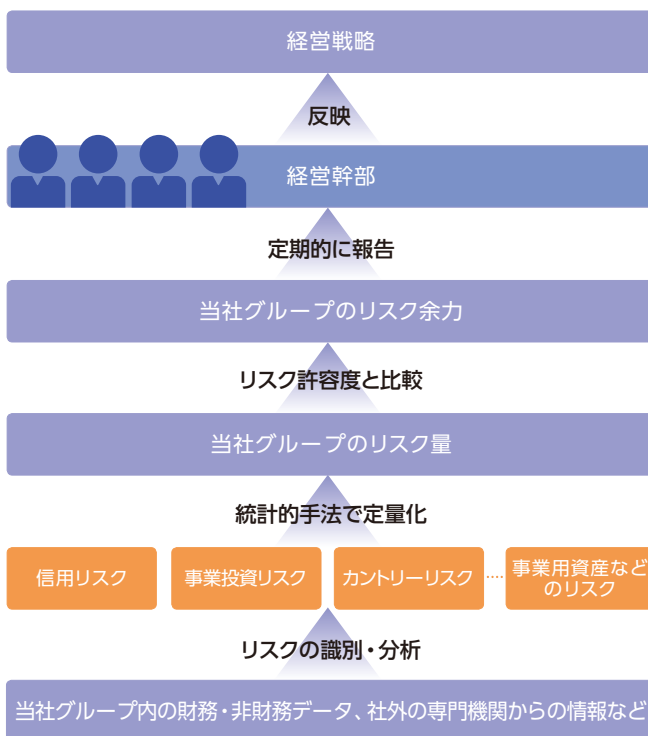 経営戦略
反映
経営幹部
定期的に報告
当社グループのリスク余力
リスク許容度と比較
当社グループのリスク量
統計的手法で定量化
信用リスク
事業投資リスク
カントリーリスク
事業用資産など
のリスク
リスクの識別・分析
当社グループ内の財務・非財務データ、社外の専門機関からの情報など